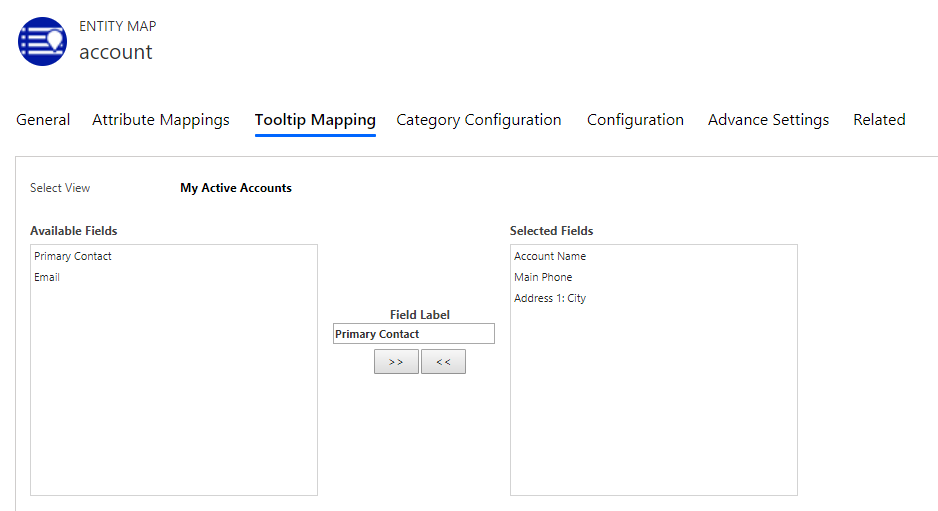 ENTITY MAP
account
General Attribute Mappings Tooltip Mapping Category Configuration Configuration Advance Settings Related
Select View My Active Accounts
Available Fields Selected Fields
Primary Contact Account Name
Email Main Phone
Address 1: City
Field Label
Primary Contact
>> <<